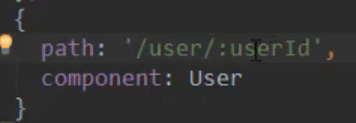 {
path: '/user/:userId',
component: User
}